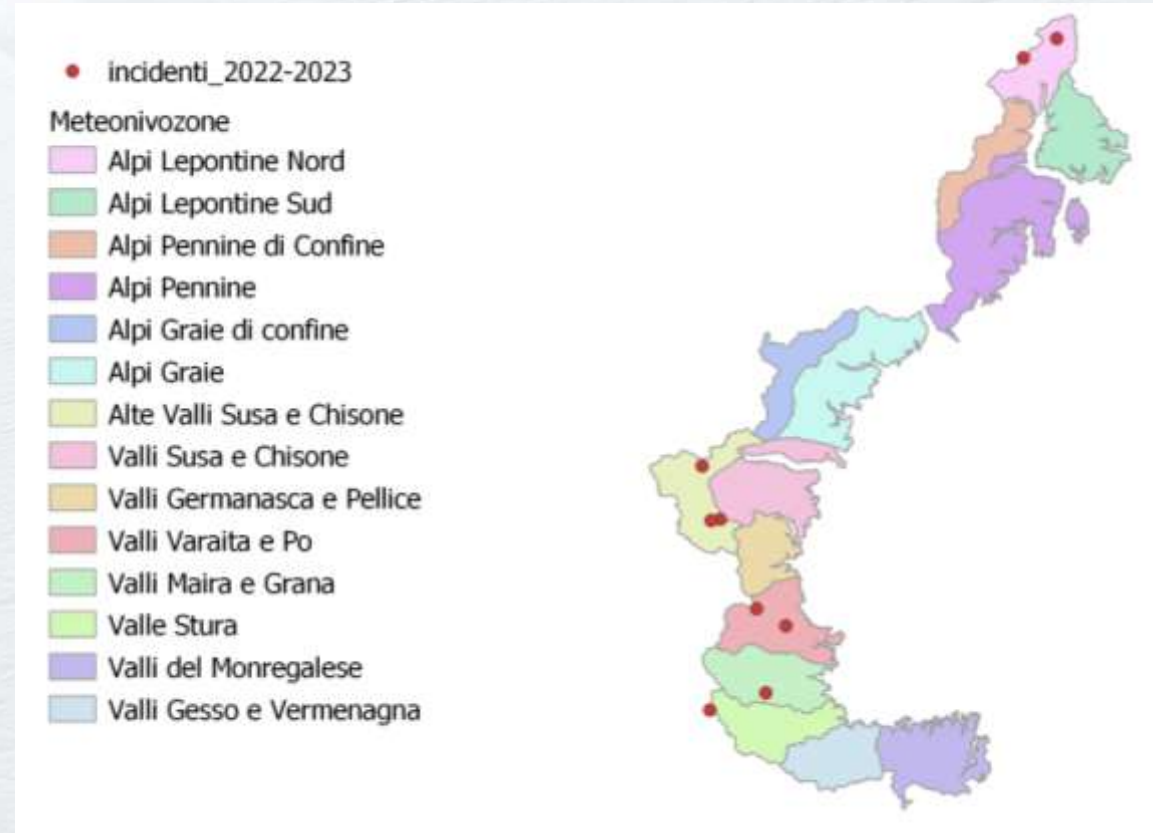 incidenti_2022-2023
Meteonivozone
Alpi Lepontine Nord
Alpi Lepontine Sud
Alpi Pennine di Confine
Alpi Pennine
Alpi Graie di confine
Alpi Graie
Alte Valli Susa e Chisone
Valli Susa e Chisone
Valli Germanasca e Pellice
Valli Varaita e Po
Valli Maira e Grana
Valle Stura
Valli del Monregalese
Valli Gesso e Vermenagna